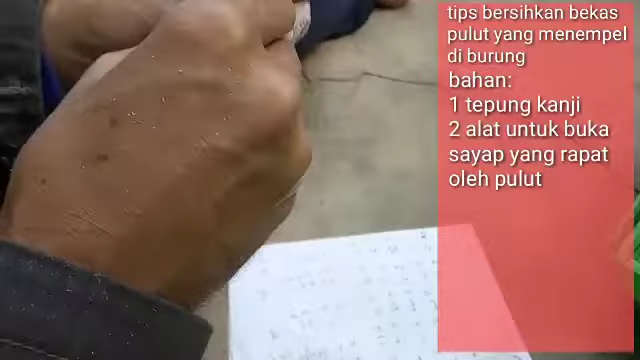 tips bersihkan bekas
pulut yang menempel
di burung
bahan:
1 tepung kanji
2 alat untuk buka
sayap yang rapat
oleh pulut